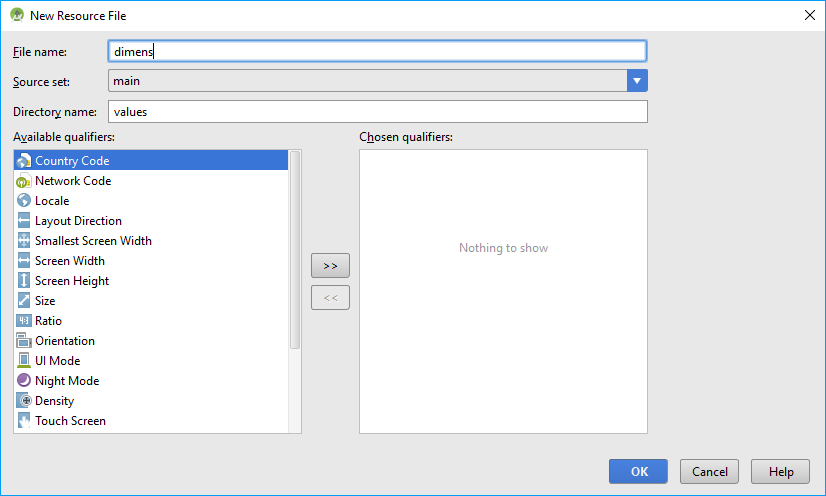 New Resource File
File name: dimens
Source set: main
Directory name: values
Available qualifiers: Chosen qualifiers:
Country Code
Network Code
Locale
Layout Direction
Smallest Screen Width
Nothing to show
Screen Width
>>
Screen Height
<<
Size
Ratio
Orientation
UI Mode
Night Mode
Density
Touch Screen
OK Cancel Help